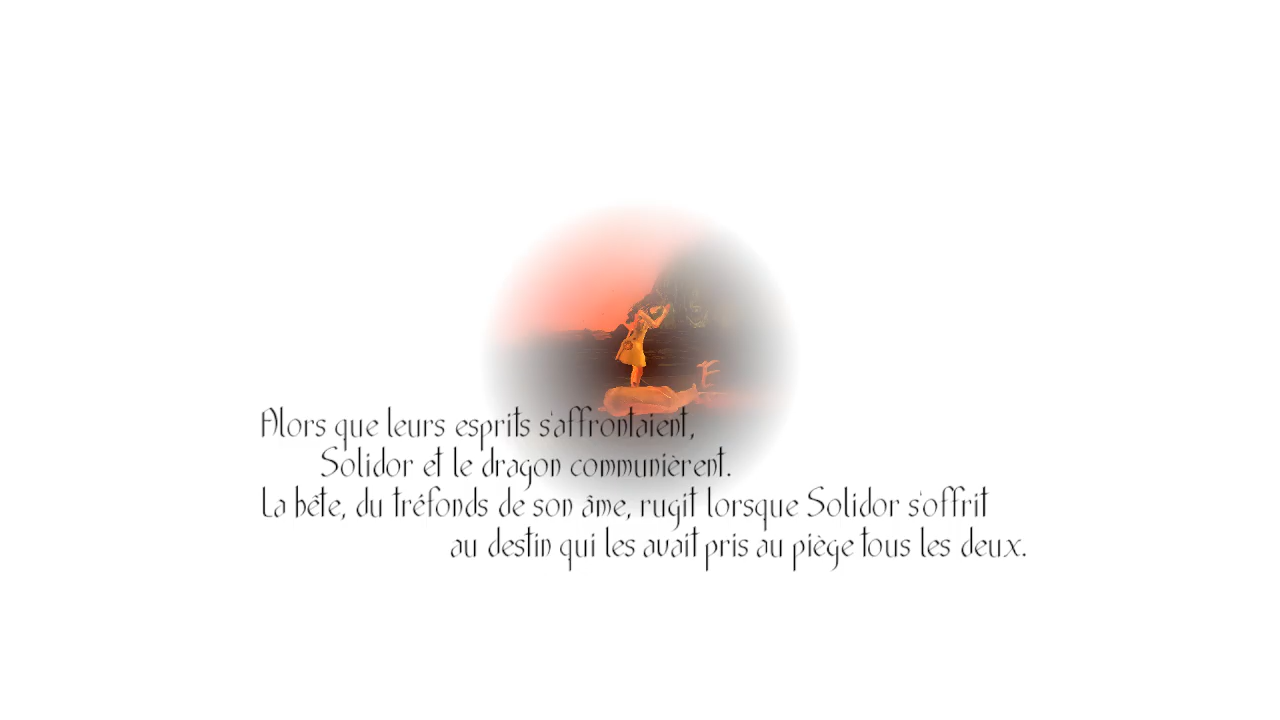 Alors que leurs esprits s'affrontaient,
Solidor et le dragon communièrent.
La bête, du tréfonds de son âme, rugit lorsque Solidor s'offrit
au destin qui les avait pris au piège tous les deux.